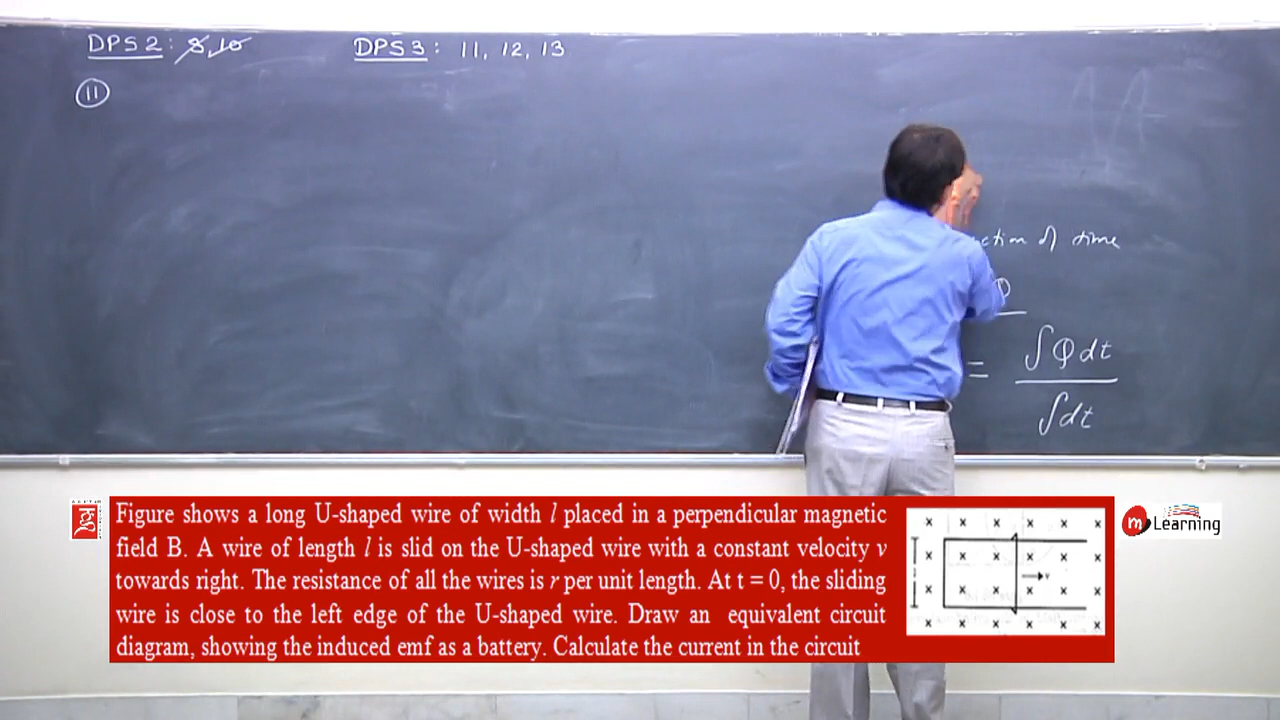 DPS 2 : 8, 10
DPS 3 : 11, 12, 13
11
of time
Φ
= ∫Φdt
∫dt
Figure shows a long U-shaped wire of width l placed in a perpendicular magnetic
field B. A wire of length l is slid on the U-shaped wire with a constant velocity v
towards right. The resistance of all the wires is r per unit length. At t = 0, the sliding
wire is close to the left edge of the U-shaped wire. Draw an equivalent circuit
diagram, showing the induced emf as a battery. Calculate the current in the circuit
v
m Learning